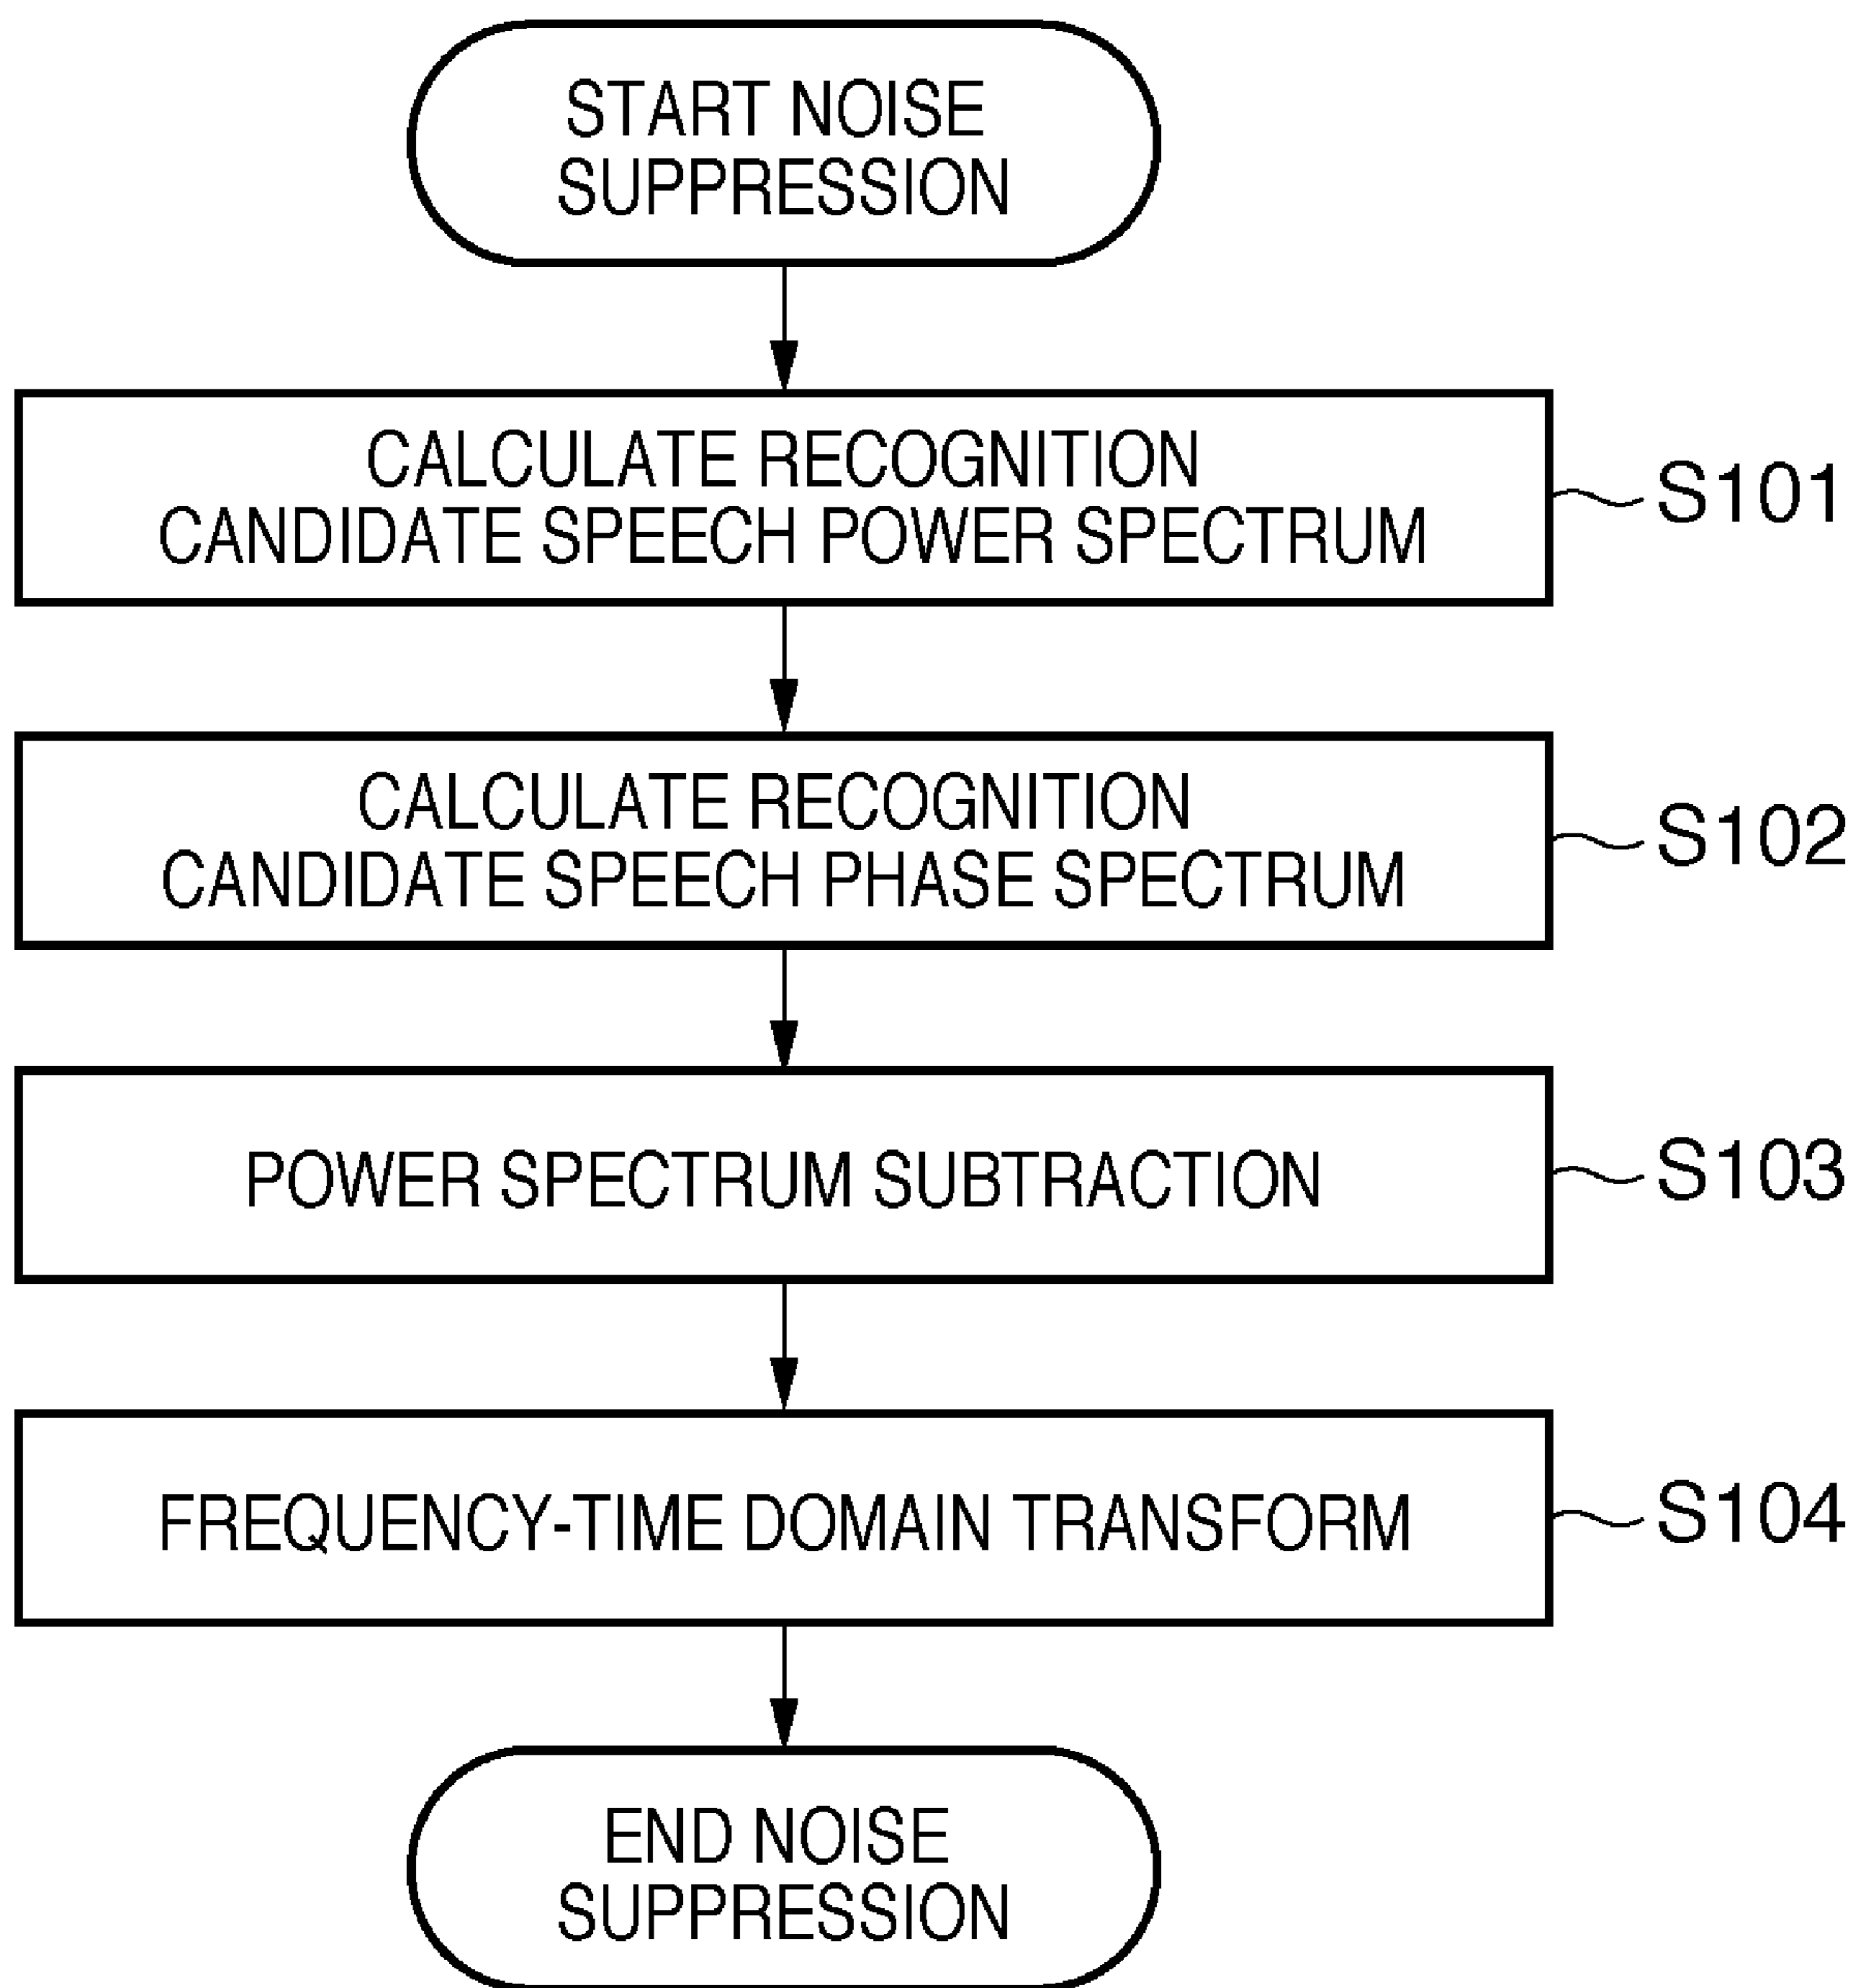 START NOISE
SUPPRESSION
CALCULATE RECOGNITION
CANDIDATE SPEECH POWER SPECTRUM
S101
CALCULATE RECOGNITION
CANDIDATE SPEECH PHASE SPECTRUM
S102
POWER SPECTRUM SUBTRACTION
S103
FREQUENCY-TIME DOMAIN TRANSFORM
S104
END NOISE
SUPPRESSION